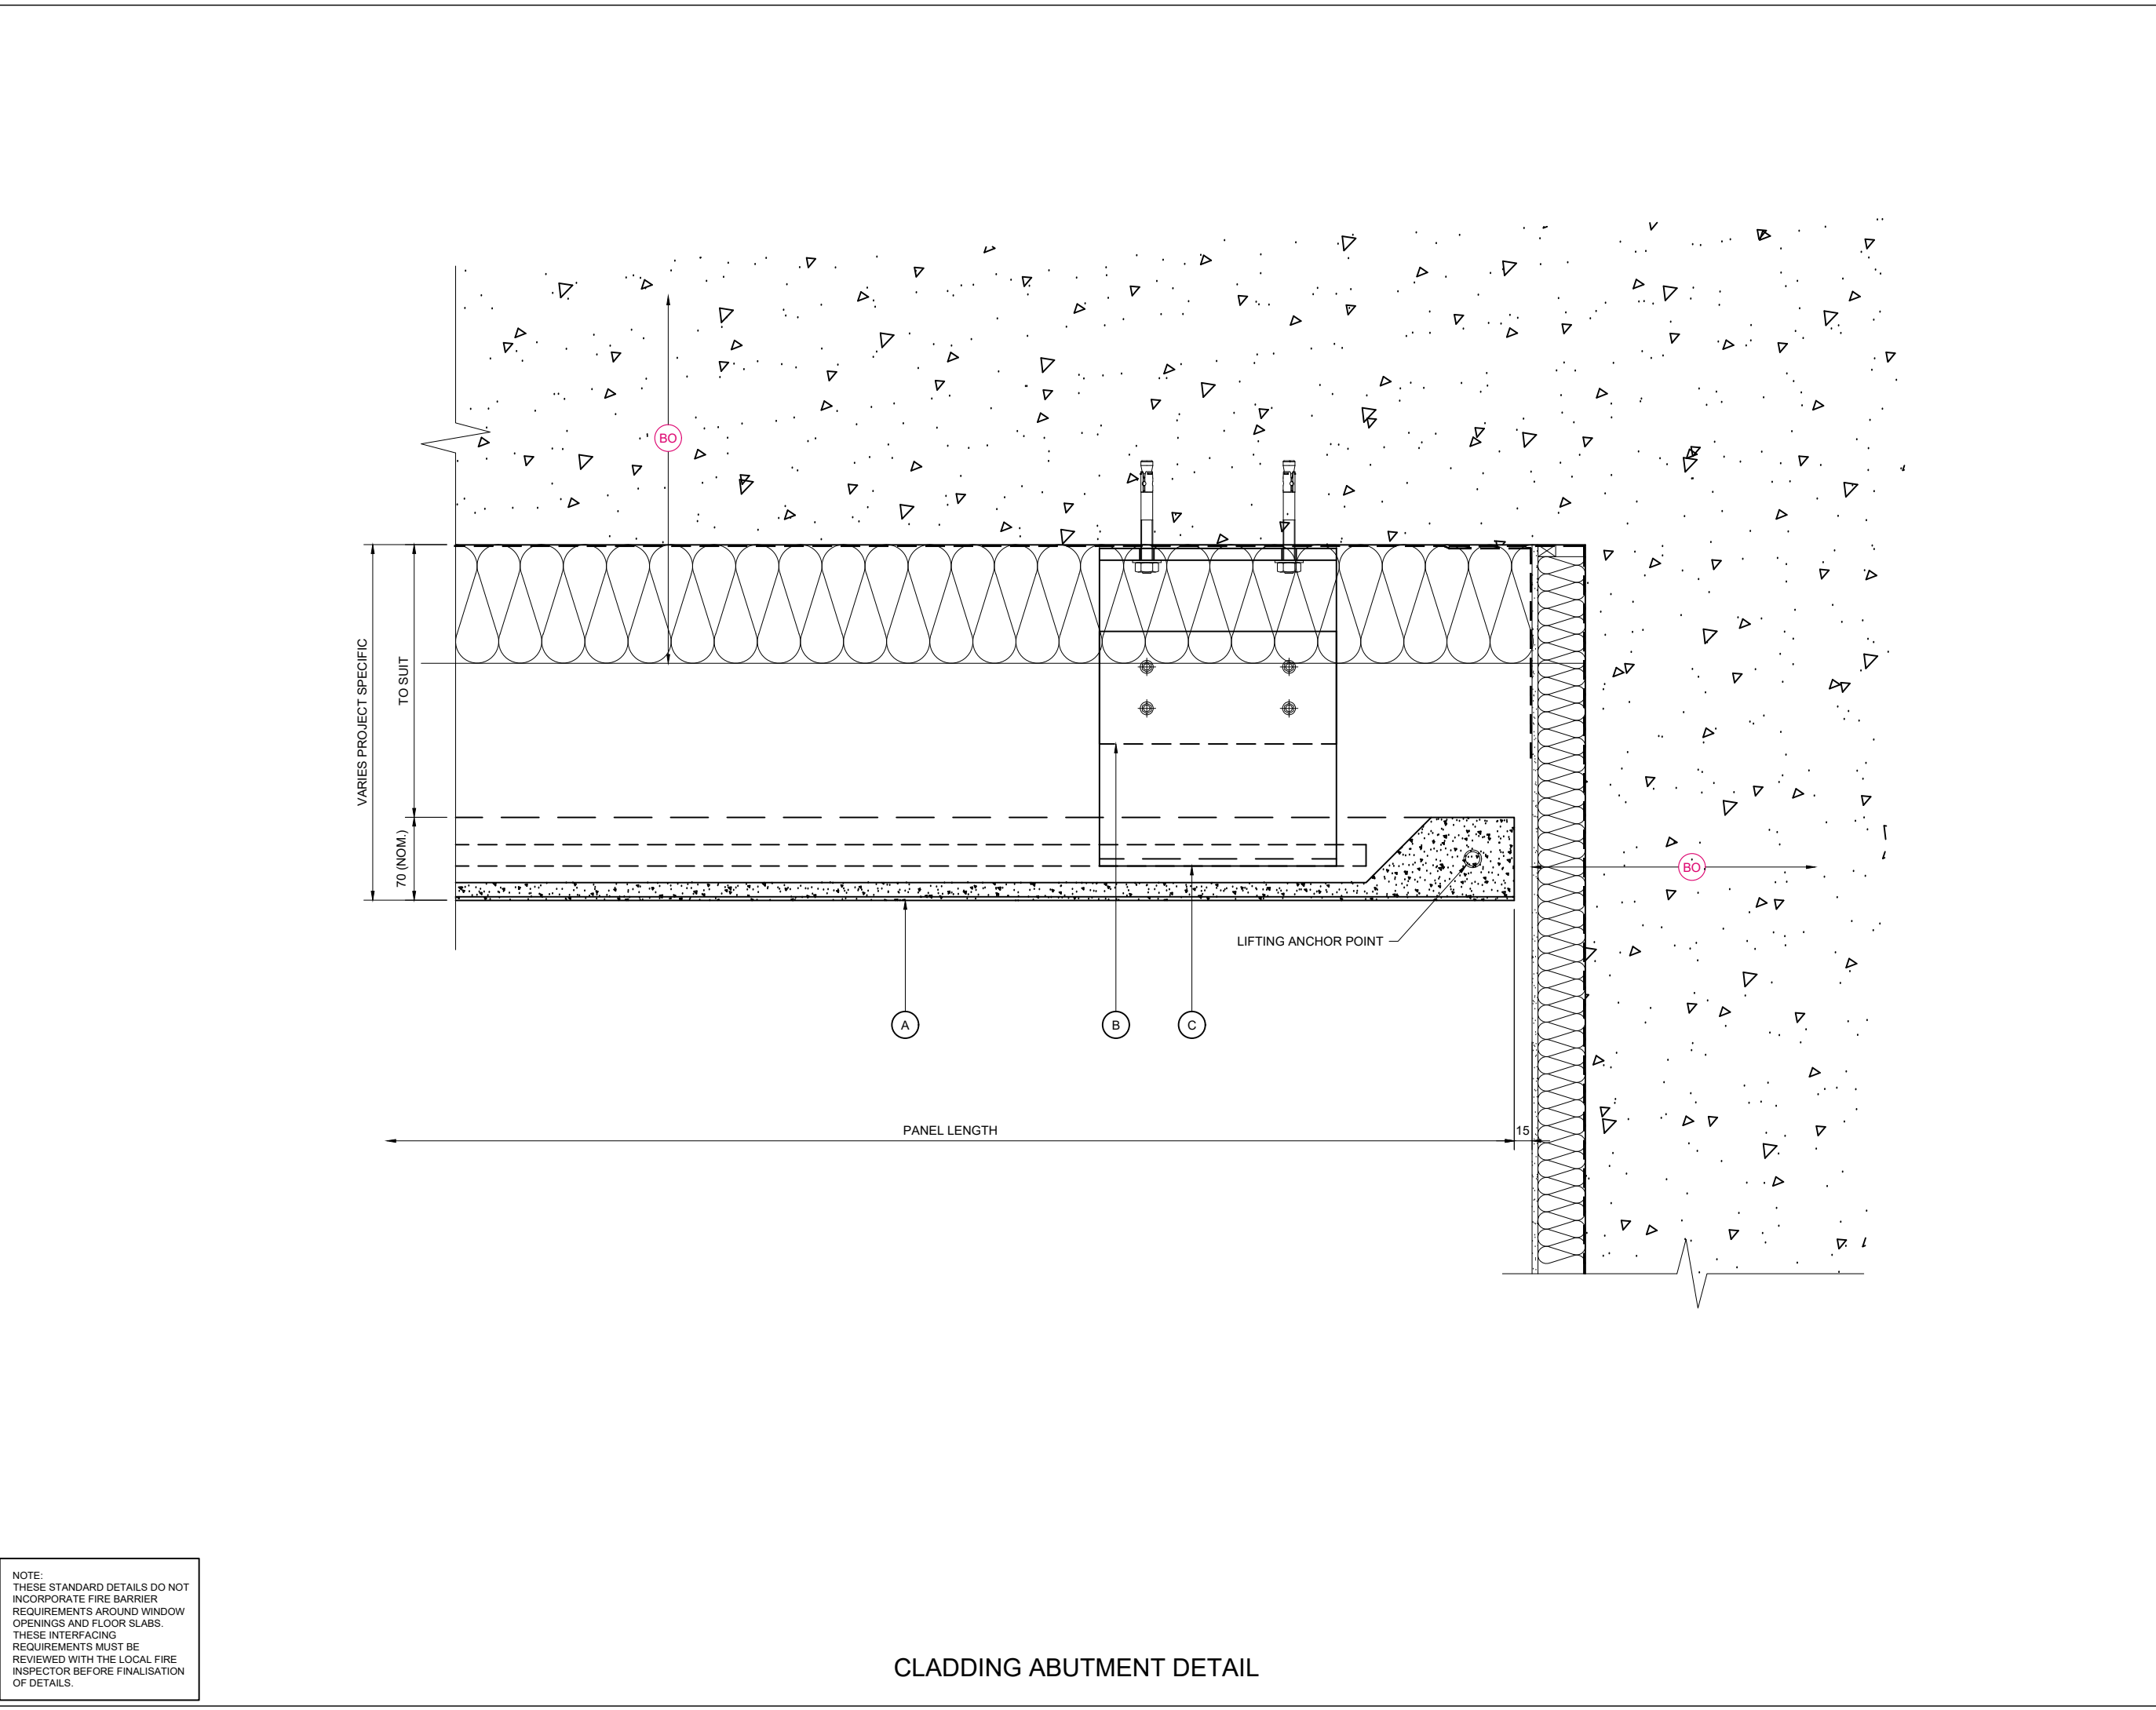 BO
VARIES PROJECT SPECIFIC
TO SUIT
70 (NOM.)
BO
LIFTING ANCHOR POINT
A
B
C
PANEL LENGTH
15
NOTE:
THESE STANDARD DETAILS DO NOT
INCORPORATE FIRE BARRIER
REQUIREMENTS AROUND WINDOW
OPENINGS AND FLOOR SLABS.
THESE INTERFACING
REQUIREMENTS MUST BE
REVIEWED WITH THE LOCAL FIRE
INSPECTOR BEFORE FINALISATION
OF DETAILS.
CLADDING ABUTMENT DETAIL